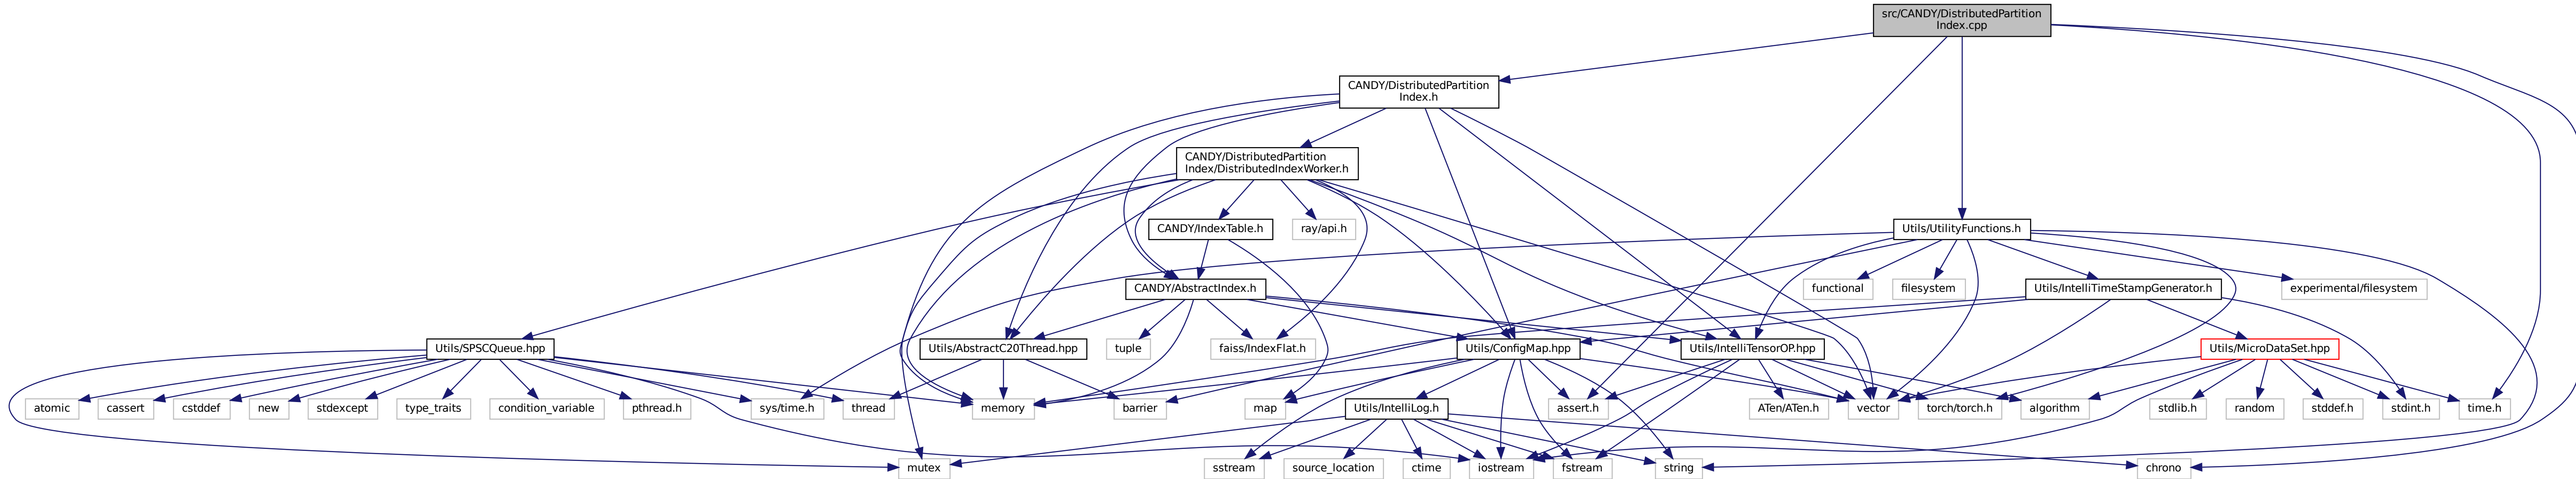 src/CANDY/DistributedPartition
Index.cpp
CANDY/DistributedPartition
Index.h
CANDY/DistributedPartition
Index/DistributedIndexWorker.h
CANDY/IndexTable.h
ray/api.h
Utils/UtilityFunctions.h
CANDY/AbstractIndex.h
functional
filesystem
Utils/IntelliTimeStampGenerator.h
experimental/filesystem
Utils/SPSCQueue.hpp
Utils/AbstractC20Thread.hpp
tuple
faiss/IndexFlat.h
Utils/ConfigMap.hpp
Utils/IntelliTensorOP.hpp
Utils/MicroDataSet.hpp
atomic
cassert
cstddef
new
stdexcept
type_traits
condition_variable
pthread.h
sys/time.h
thread
memory
barrier
map
Utils/IntelliLog.h
assert.h
ATen/ATen.h
vector
torch/torch.h
algorithm
stdlib.h
random
stddef.h
stdint.h
time.h
mutex
sstream
source_location
ctime
iostream
fstream
string
chrono